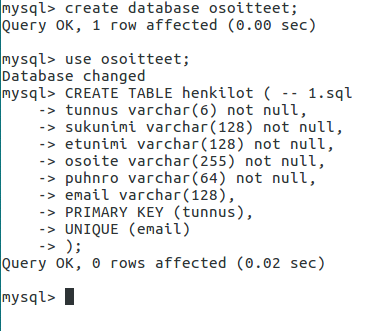 mysql> create database osoitteet;
Query OK, 1 row affected (0.00 sec)
mysql> use osoitteet;
Database changed
mysql> CREATE TABLE henkilot ( -- 1.sql
    -> tunnus varchar(6) not null,
    -> sukunimi varchar(128) not null,
    -> etunimi varchar(128) not null,
    -> osoite varchar(255) not null,
    -> puhnro varchar(64) not null,
    -> email varchar(128),
    -> PRIMARY KEY (tunnus),
    -> UNIQUE (email)
    -> );
Query OK, 0 rows affected (0.02 sec)
mysql>